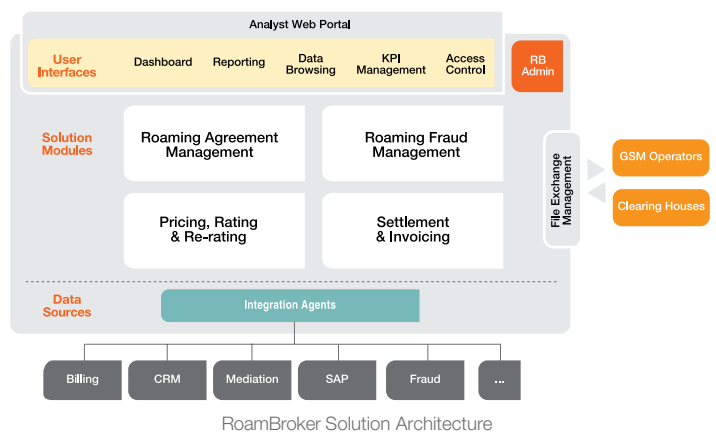 Analyst Web Portal
User
Interfaces
Dashboard
Reporting
Data
Browsing
KPI
Management
Access
Control
RB
Admin
Solution
Modules
Roaming Agreement
Management
Roaming Fraud
Management
Pricing, Rating
& Re-rating
Settlement
& Invoicing
File Exchange
Management
GSM Operators
Clearing Houses
Data
Sources
Integration Agents
Billing
CRM
Mediation
SAP
Fraud
...
RoamBroker Solution Architecture